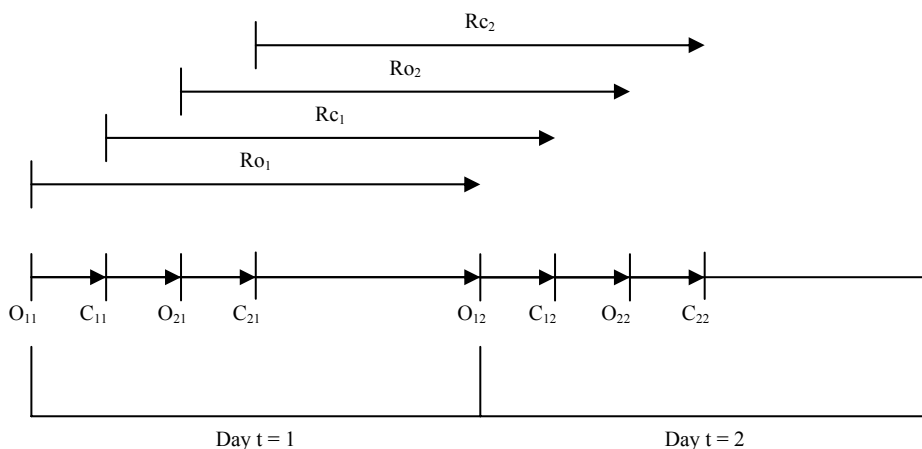 Rc₂
Ro₂
Rc₁
Ro₁
O₁₁ C₁₁ O₂₁ C₂₁ O₁₂ C₁₂ O₂₂ C₂₂
Day t = 1 Day t = 2